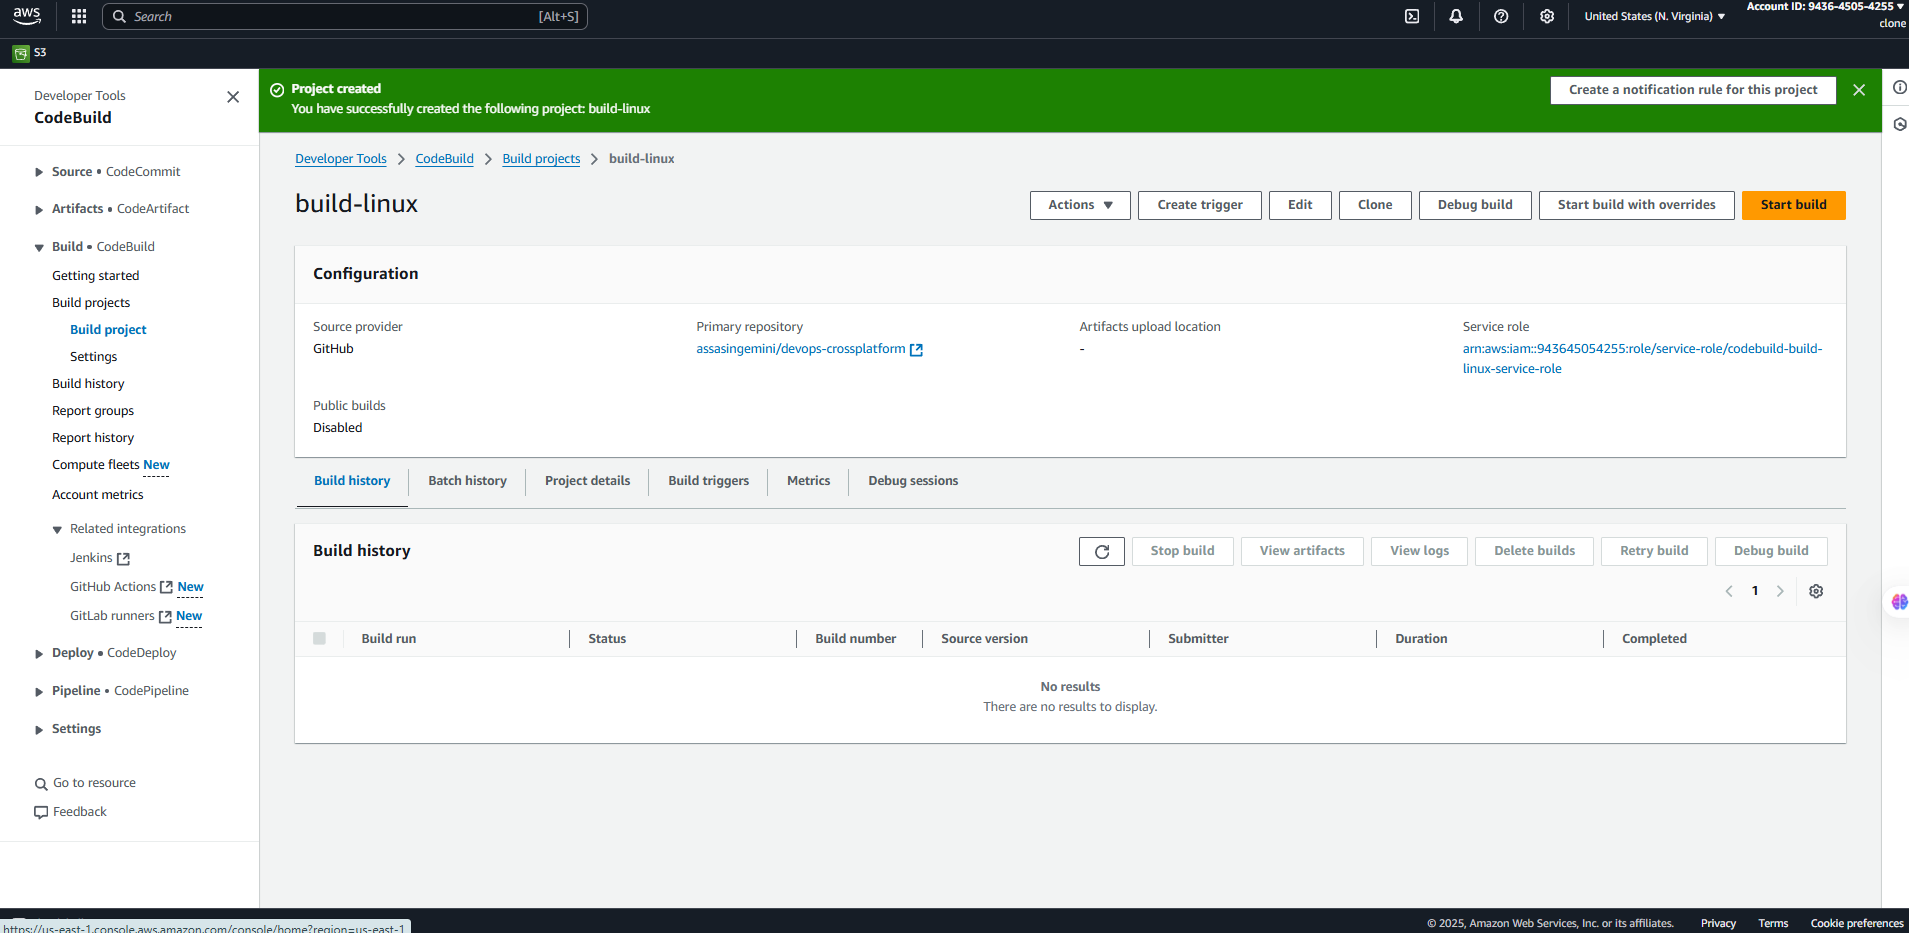 aws
Search
[Alt+S]
United States (N. Virginia)
Account ID: 9436-4505-4255
clone
S3
Developer Tools
CodeBuild
Source • CodeCommit
Artifacts • CodeArtifact
Build • CodeBuild
Getting started
Build projects
Build project
Settings
Build history
Report groups
Report history
Compute fleets New
Account metrics
Related integrations
Jenkins
GitHub Actions New
GitLab runners New
Deploy • CodeDeploy
Pipeline • CodePipeline
Settings
Go to resource
Feedback
Project created
You have successfully created the following project: build-linux
Create a notification rule for this project
Developer Tools
CodeBuild
Build projects
build-linux
build-linux
Actions
Create trigger
Edit
Clone
Debug build
Start build with overrides
Start build
Configuration
Source provider
GitHub
Primary repository
assasingemini/devops-crossplatform
Artifacts upload location
-
Service role
arn:aws:iam::943645054255:role/service-role/codebuild-build-
linux-service-role
Public builds
Disabled
Build history
Batch history
Project details
Build triggers
Metrics
Debug sessions
Build history
Stop build
View artifacts
View logs
Delete builds
Retry build
Debug build
1
Build run
Status
Build number
Source version
Submitter
Duration
Completed
No results
There are no results to display.
https://us-east-1.console.aws.amazon.com/console/home?region=us-east-1
© 2025, Amazon Web Services, Inc. or its affiliates.
Privacy
Terms
Cookie preferences